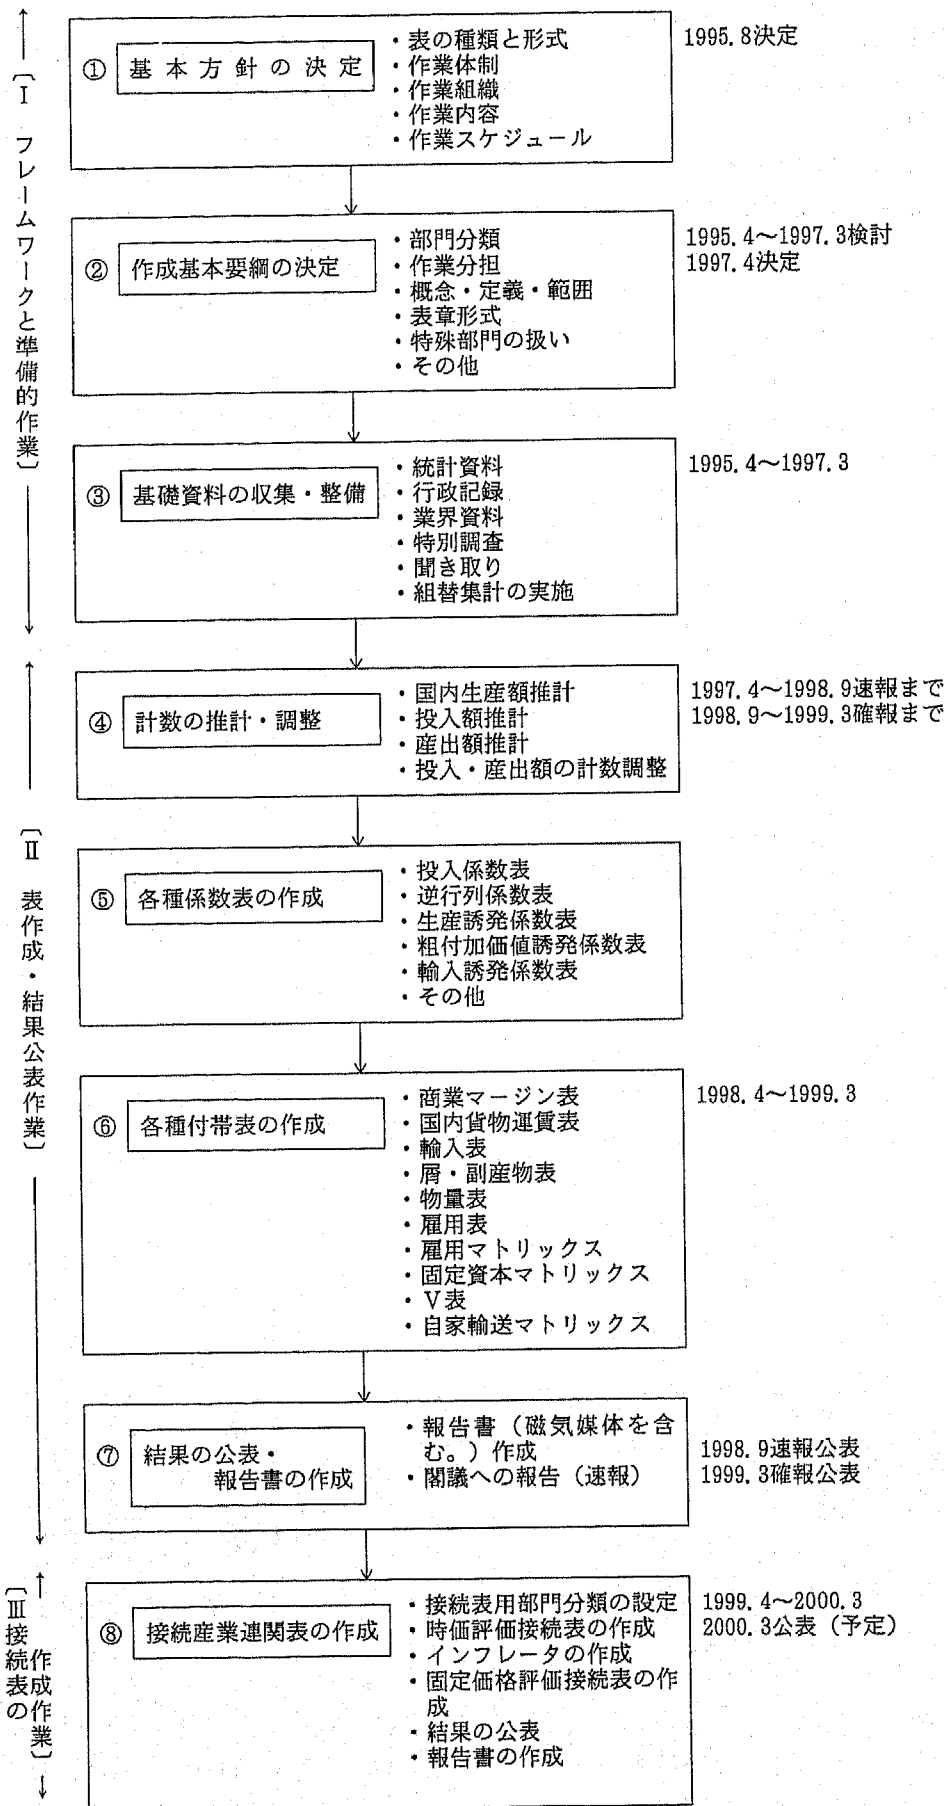 〔Ⅰ フレームワークと準備的作業〕
① 基本方針の決定
・表の種類と形式
・作業体制
・作業組織
・作業内容
・作業スケジュール
1995.8決定
② 作成基本要綱の決定
・部門分類
・作業分担
・概念・定義・範囲
・表章形式
・特殊部門の扱い
・その他
1995.4～1997.3検討
1997.4決定
③ 基礎資料の収集・整備
・統計資料
・行政記録
・業界資料
・特別調査
・聞き取り
・組替集計の実施
1995.4～1997.3
〔Ⅱ 表作成・結果公表作業〕
④ 計数の推計・調整
・国内生産額推計
・投入額推計
・産出額推計
・投入・産出額の計数調整
1997.4～1998.9速報まで
1998.9～1999.3確報まで
⑤ 各種係数表の作成
・投入係数表
・逆行列係数表
・生産誘発係数表
・粗付加価値誘発係数表
・輸入誘発係数表
・その他
⑥ 各種付帯表の作成
・商業マージン表
・国内貨物運賃表
・輸入表
・屑・副産物表
・物量表
・雇用表
・雇用マトリックス
・固定資本マトリックス
・Ｖ表
・自家輸送マトリックス
1998.4～1999.3
⑦ 結果の公表・
報告書の作成
・報告書（磁気媒体を含
む。）作成
・閣議への報告（速報）
1998.9速報公表
1999.3確報公表
〔Ⅲ 接続表の
作成作業〕
⑧ 接続産業連関表の作成
・接続表用部門分類の設定
・時価評価接続表の作成
・インフレータの作成
・固定価格評価接続表の作
成
・結果の公表
・報告書の作成
1999.4～2000.3
2000.3公表（予定）